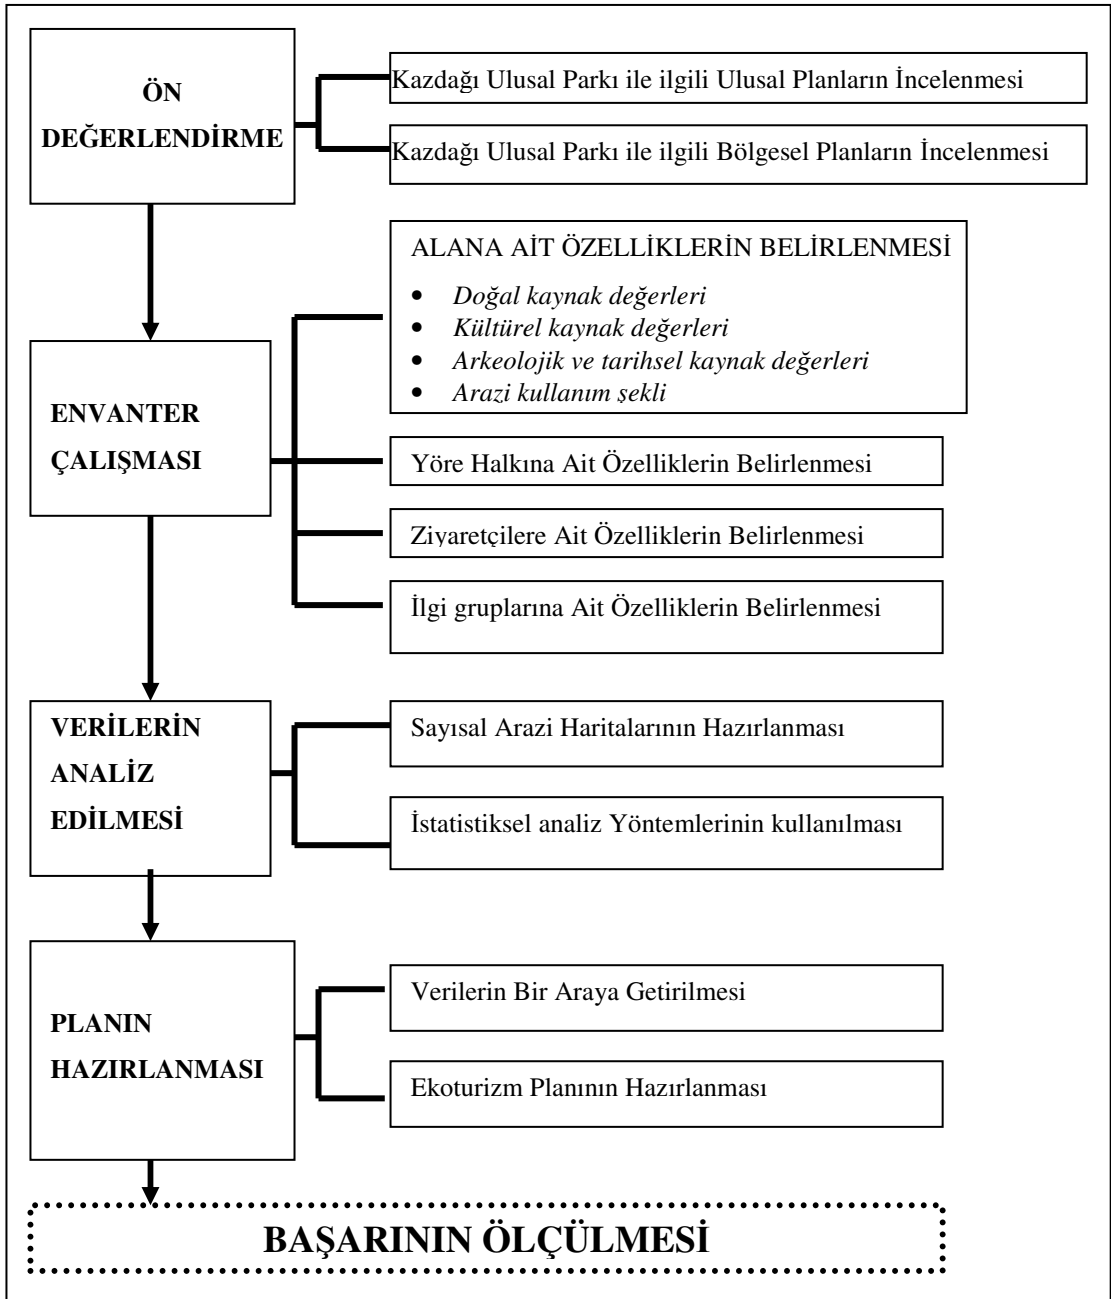 ÖN
DEĞERLENDİRME
Kazdağı Ulusal Parkı ile ilgili Ulusal Planların İncelenmesi
Kazdağı Ulusal Parkı ile ilgili Bölgesel Planların İncelenmesi
ENVANTER
ÇALIŞMASI
ALANA AİT ÖZELLİKLERİN BELİRLENMESİ
• Doğal kaynak değerleri
• Kültürel kaynak değerleri
• Arkeolojik ve tarihsel kaynak değerleri
• Arazi kullanım şekli
Yöre Halkına Ait Özelliklerin Belirlenmesi
Ziyaretçilere Ait Özelliklerin Belirlenmesi
İlgi gruplarına Ait Özelliklerin Belirlenmesi
VERİLERİN
ANALİZ
EDİLMESİ
Sayısal Arazi Haritalarının Hazırlanması
İstatistiksel analiz Yöntemlerinin kullanılması
PLANIN
HAZIRLANMASI
Verilerin Bir Araya Getirilmesi
Ekoturizm Planının Hazırlanması
BAŞARININ ÖLÇÜLMESİ